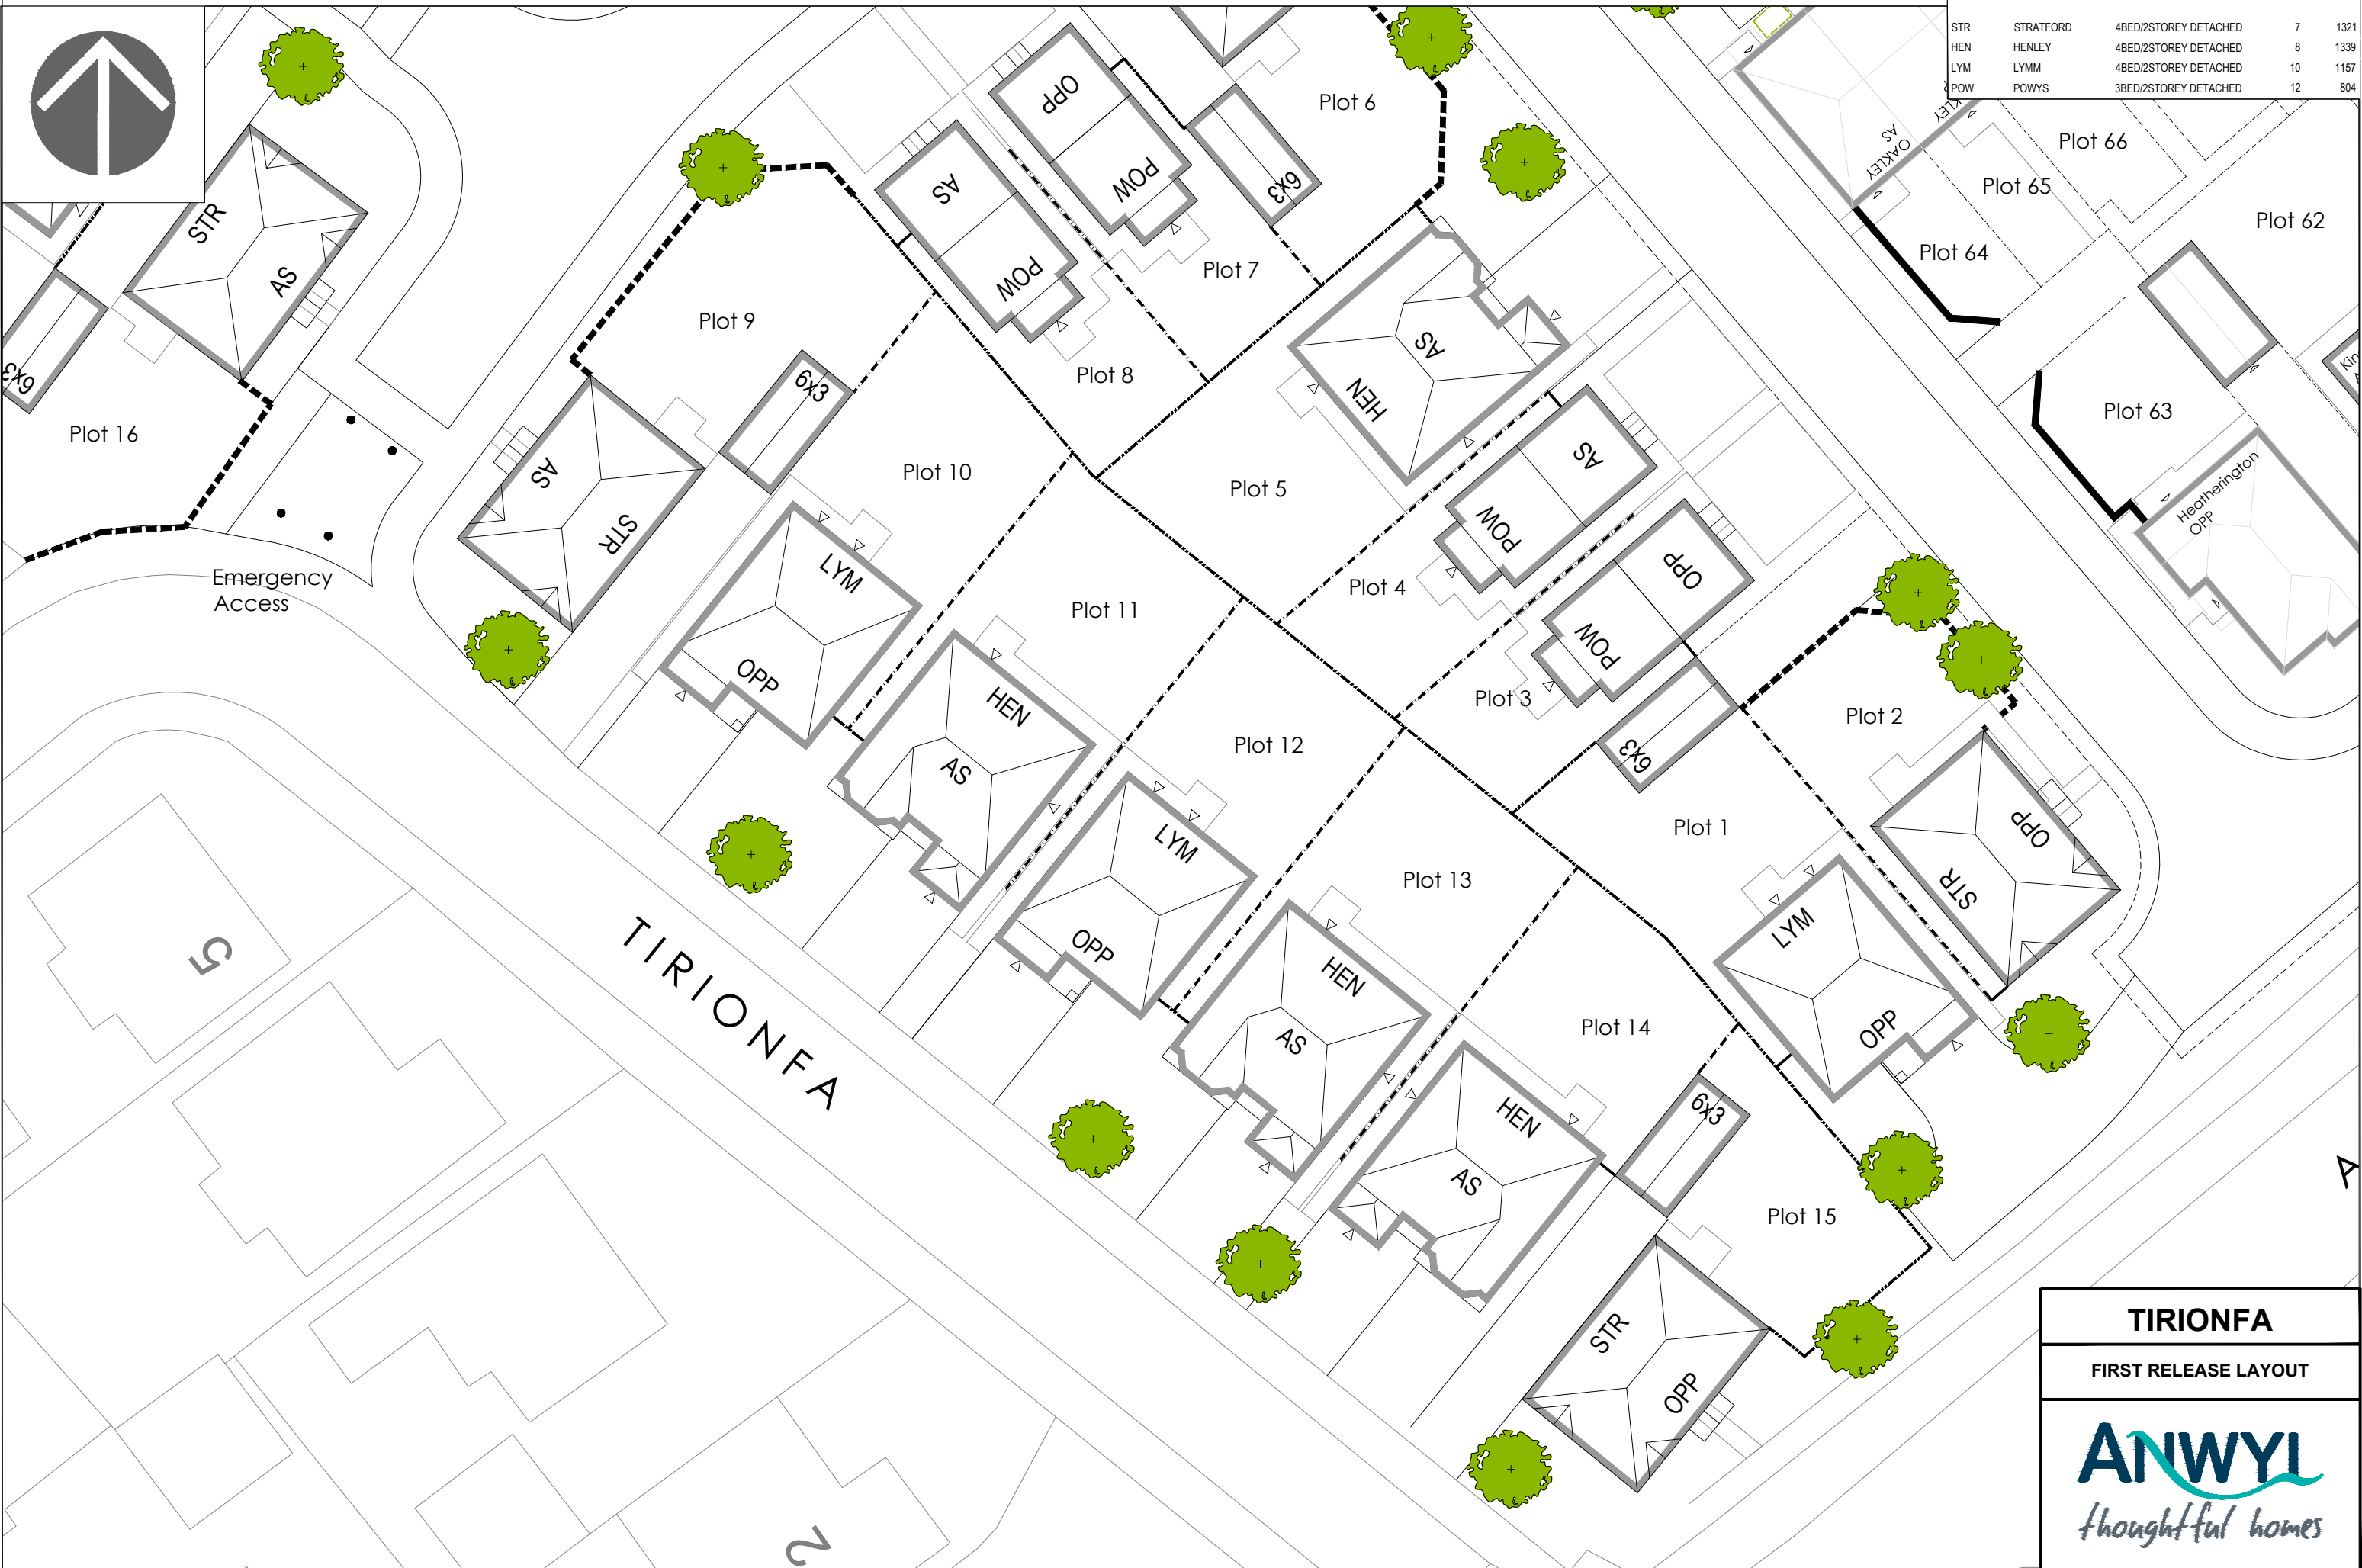 STR STRATFORD 4BED/2STOREY DETACHED 7 1321
HEN HENLEY 4BED/2STOREY DETACHED 8 1339
LYM LYMM 4BED/2STOREY DETACHED 10 1157
POW POWYS 3BED/2STOREY DETACHED 12 804
OPP
POW
6x3
Plot 6
Plot 66
Plot 65
Plot 62
Plot 64
OAKLEY
AS
STR
AS
6x3
Plot 16
AS
POW
Plot 7
Plot 8
Plot 9
6x3
AS
STR
Plot 10
HEN
AS
Plot 5
Plot 63
Heatherington
OPP
AS
POW
Plot 4
OPP
POW
Plot 3
6x3
Emergency
Access
LYM
OPP
Plot 11
HEN
AS
Plot 12
LYM
OPP
Plot 13
HEN
AS
Plot 2
Plot 1
OPP
STR
LYM
OPP
Plot 14
HEN
AS
6x3
Plot 15
STR
OPP
5
TIRIONFA
2
A
TIRIONFA
FIRST RELEASE LAYOUT
ANWYL
thoughtful homes